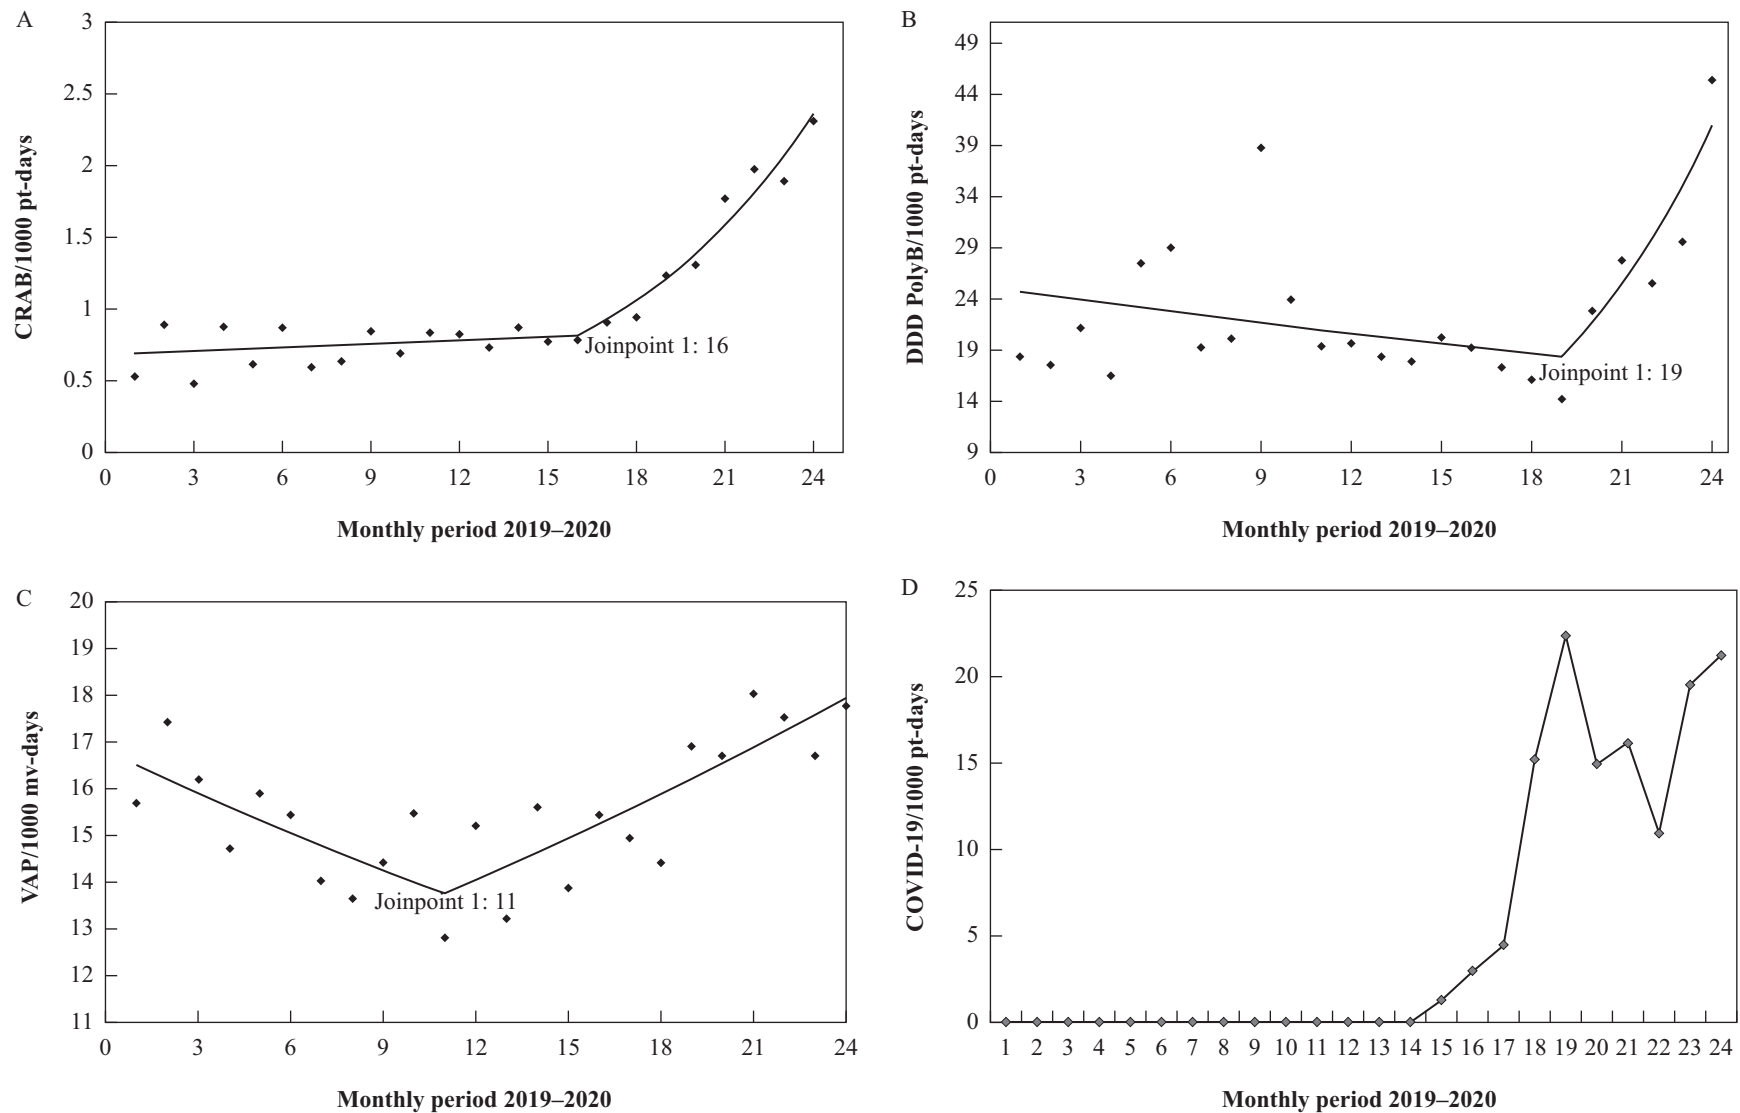 A
CRAB/1000 pt-days
3
2.5
2
1.5
1
0.5
0
Joinpoint 1: 16
0 3 6 9 12 15 18 21 24
Monthly period 2019–2020
B
DDD PolyB/1000 pt-days
49
44
39
34
29
24
19
14
9
Joinpoint 1: 19
0 3 6 9 12 15 18 21 24
Monthly period 2019–2020
C
VAP/1000 mv-days
20
19
18
17
16
15
14
13
12
11
Joinpoint 1: 11
0 3 6 9 12 15 18 21 24
Monthly period 2019–2020
D
COVID-19/1000 pt-days
25
20
15
10
5
0
1 2 3 4 5 6 7 8 9 10 11 12 13 14 15 16 17 18 19 20 21 22 23 24
Monthly period 2019–2020